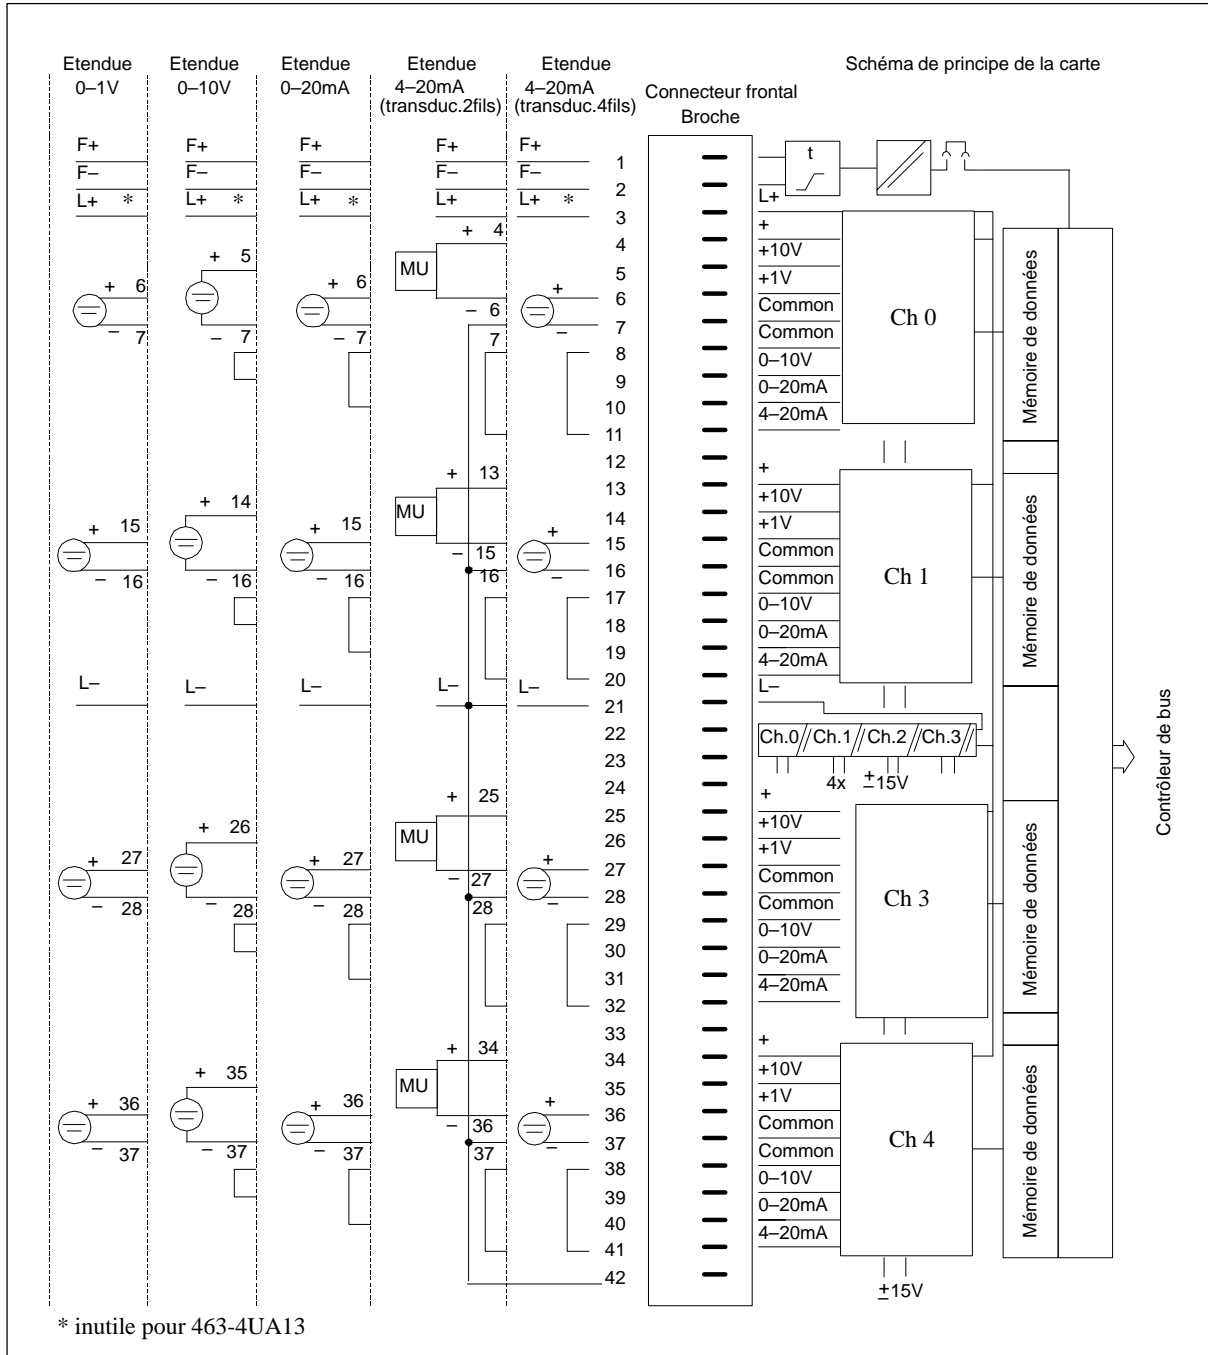 Etendue Etendue Etendue Etendue Etendue Schéma de principe de la carte
0–1V 0–10V 0–20mA 4–20mA 4–20mA
(transduc.2fils) (transduc.4fils) Connecteur frontal
Broche
F+ F+ F+ F+ F+ 1 t
F– F– F– F– F– 2
L+ * L+ * L+ * L+ L+ * 3 L+
+ 4 4 +
+ 5 MU 5 +10V
+ 6 + 6 + 6 +1V
– 6 7 Common
– 7 – 7 – 7 7 – Common Ch 0 Mémoire de données
8 0–10V
9 0–20mA
10 4–20mA
11
12
+ 13 13 +
+ 14 MU 14 +10V
+ 15 + 15 + 15 +1V
– 15 16 Common
– 16 – 16 – 16 16 – Common Ch 1 Mémoire de données
17 0–10V
18 0–20mA
19 4–20mA
20
L– L– L– L– L– 21 L–
22 Ch.0 Ch.1 Ch.2 Ch.3
23
24 4x ±15V
+ 25 25 +
+ 26 MU 26 +10V
+ 27 + 27 + 27 +1V
– 27 28 Common
– 28 – 28 – 28 28 – Common Ch 3 Mémoire de données
29 0–10V
30 0–20mA
31 4–20mA
32
33
+ 34 34 +
+ 35 MU 35 +10V
+ 36 + 36 + 36 +1V
– 36 37 Common
– 37 – 37 – 37 37 – Common Ch 4 Mémoire de données
38 0–10V
39 0–20mA
40 4–20mA
41
42
±15V
Contrôleur de bus
* inutile pour 463-4UA13